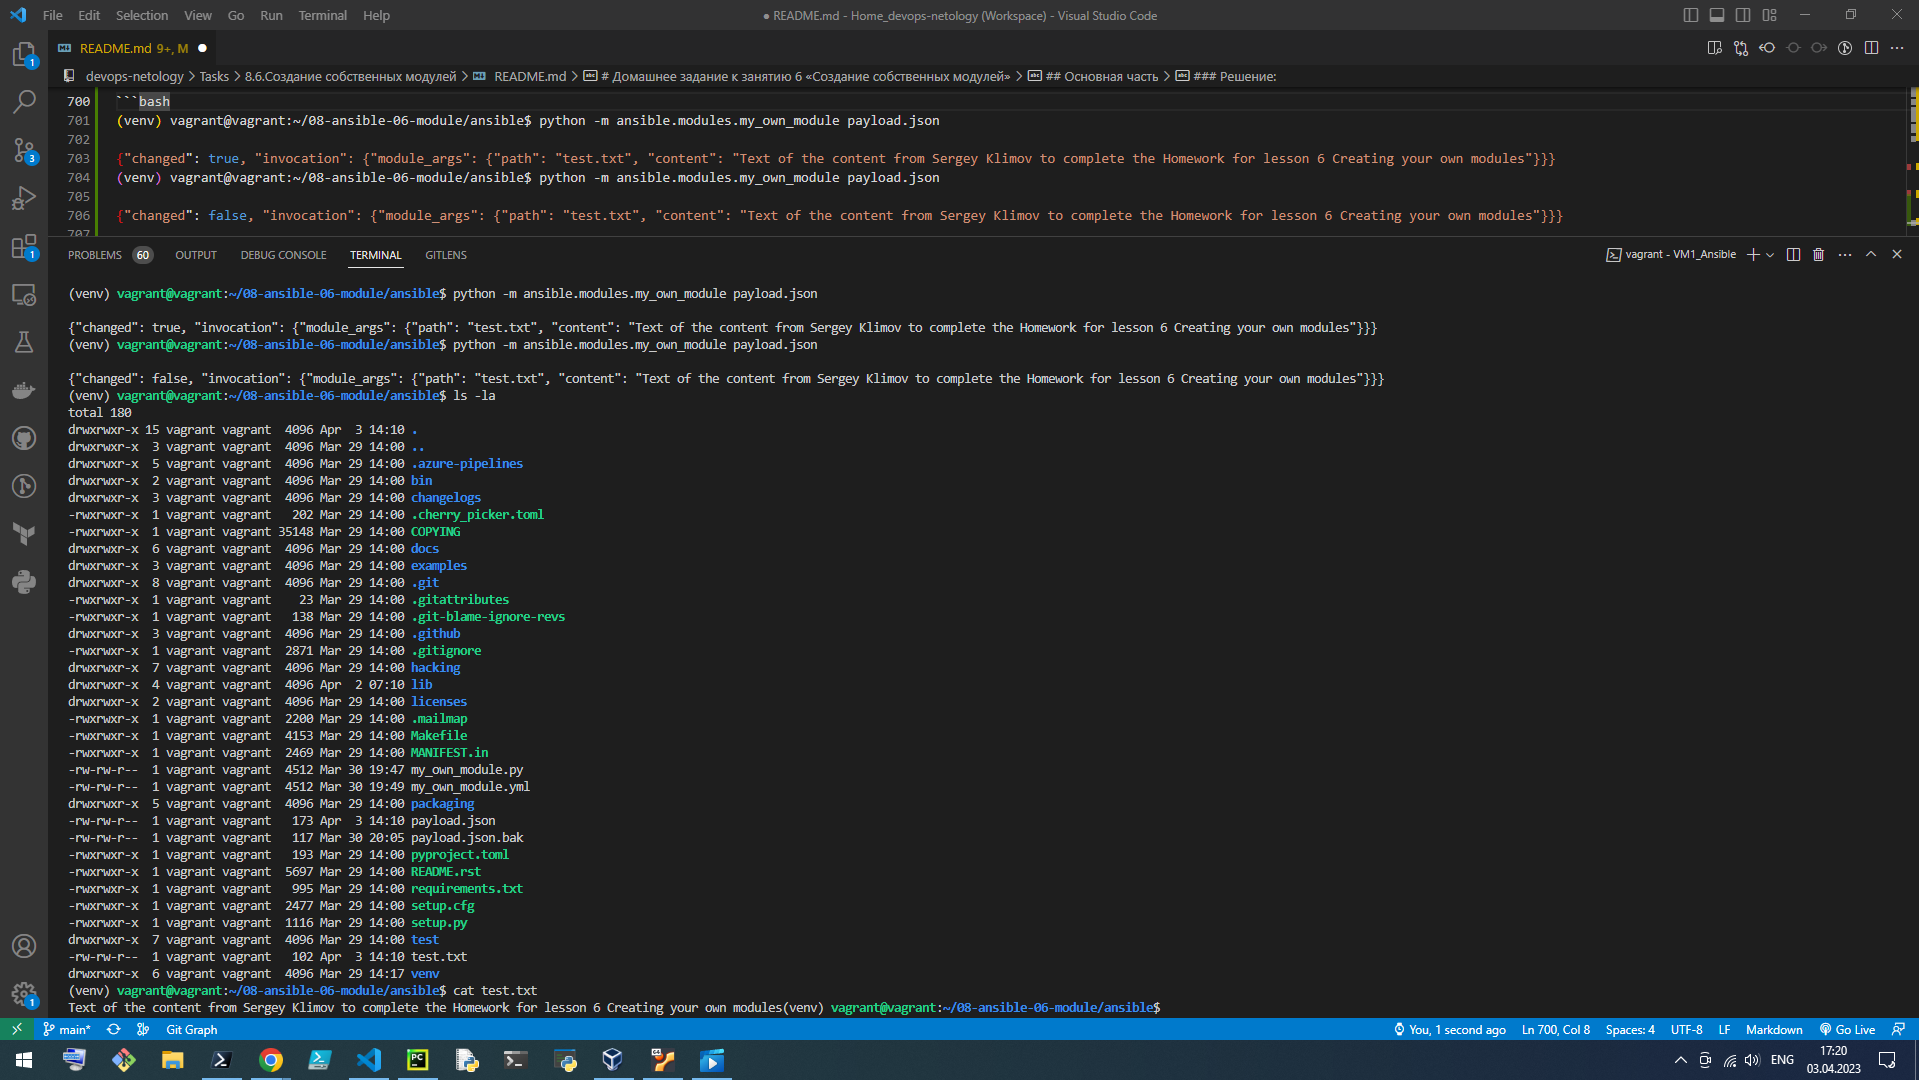 File Edit Selection View Go Run Terminal Help
● README.md - Home_devops-netology (Workspace) - Visual Studio Code
README.md 9+, M
devops-netology > Tasks > 8.6.Создание собственных модулей > README.md > # Домашнее задание к занятию 6 «Создание собственных модулей» > ## Основная часть > ### Решение:
700 ```bash
701 (venv) vagrant@vagrant:~/08-ansible-06-module/ansible$ python -m ansible.modules.my_own_module payload.json
702
703 {"changed": true, "invocation": {"module_args": {"path": "test.txt", "content": "Text of the content from Sergey Klimov to complete the Homework for lesson 6 Creating your own modules"}}}
704 (venv) vagrant@vagrant:~/08-ansible-06-module/ansible$ python -m ansible.modules.my_own_module payload.json
705
706 {"changed": false, "invocation": {"module_args": {"path": "test.txt", "content": "Text of the content from Sergey Klimov to complete the Homework for lesson 6 Creating your own modules"}}}
707
PROBLEMS 60 OUTPUT DEBUG CONSOLE TERMINAL GITLENS
vagrant - VM1_Ansible
(venv) vagrant@vagrant:~/08-ansible-06-module/ansible$ python -m ansible.modules.my_own_module payload.json
{"changed": true, "invocation": {"module_args": {"path": "test.txt", "content": "Text of the content from Sergey Klimov to complete the Homework for lesson 6 Creating your own modules"}}}
(venv) vagrant@vagrant:~/08-ansible-06-module/ansible$ python -m ansible.modules.my_own_module payload.json
{"changed": false, "invocation": {"module_args": {"path": "test.txt", "content": "Text of the content from Sergey Klimov to complete the Homework for lesson 6 Creating your own modules"}}}
(venv) vagrant@vagrant:~/08-ansible-06-module/ansible$ ls -la
total 180
drwxrwxr-x 15 vagrant vagrant  4096 Apr  3 14:10 .
drwxrwxr-x  3 vagrant vagrant  4096 Mar 29 14:00 ..
drwxrwxr-x  5 vagrant vagrant  4096 Mar 29 14:00 .azure-pipelines
drwxrwxr-x  2 vagrant vagrant  4096 Mar 29 14:00 bin
drwxrwxr-x  3 vagrant vagrant  4096 Mar 29 14:00 changelogs
-rwxrwxr-x  1 vagrant vagrant   202 Mar 29 14:00 .cherry_picker.toml
-rwxrwxr-x  1 vagrant vagrant 35148 Mar 29 14:00 COPYING
drwxrwxr-x  6 vagrant vagrant  4096 Mar 29 14:00 docs
drwxrwxr-x  3 vagrant vagrant  4096 Mar 29 14:00 examples
drwxrwxr-x  8 vagrant vagrant  4096 Mar 29 14:00 .git
-rwxrwxr-x  1 vagrant vagrant    23 Mar 29 14:00 .gitattributes
-rwxrwxr-x  1 vagrant vagrant   138 Mar 29 14:00 .git-blame-ignore-revs
drwxrwxr-x  3 vagrant vagrant  4096 Mar 29 14:00 .github
-rwxrwxr-x  1 vagrant vagrant  2871 Mar 29 14:00 .gitignore
drwxrwxr-x  7 vagrant vagrant  4096 Mar 29 14:00 hacking
drwxrwxr-x  4 vagrant vagrant  4096 Apr  2 07:10 lib
drwxrwxr-x  2 vagrant vagrant  4096 Mar 29 14:00 licenses
-rwxrwxr-x  1 vagrant vagrant  2200 Mar 29 14:00 .mailmap
-rwxrwxr-x  1 vagrant vagrant  4153 Mar 29 14:00 Makefile
-rwxrwxr-x  1 vagrant vagrant  2469 Mar 29 14:00 MANIFEST.in
-rw-rw-r--  1 vagrant vagrant  4512 Mar 30 19:47 my_own_module.py
-rw-rw-r--  1 vagrant vagrant  4512 Mar 30 19:49 my_own_module.yml
drwxrwxr-x  5 vagrant vagrant  4096 Mar 29 14:00 packaging
-rw-rw-r--  1 vagrant vagrant   173 Apr  3 14:10 payload.json
-rw-rw-r--  1 vagrant vagrant   117 Mar 30 20:05 payload.json.bak
-rwxrwxr-x  1 vagrant vagrant   193 Mar 29 14:00 pyproject.toml
-rwxrwxr-x  1 vagrant vagrant  5697 Mar 29 14:00 README.rst
-rwxrwxr-x  1 vagrant vagrant   995 Mar 29 14:00 requirements.txt
-rwxrwxr-x  1 vagrant vagrant  2477 Mar 29 14:00 setup.cfg
-rwxrwxr-x  1 vagrant vagrant  1116 Mar 29 14:00 setup.py
drwxrwxr-x  7 vagrant vagrant  4096 Mar 29 14:00 test
-rw-rw-r--  1 vagrant vagrant   102 Apr  3 14:10 test.txt
drwxrwxr-x  6 vagrant vagrant  4096 Mar 29 14:17 venv
(venv) vagrant@vagrant:~/08-ansible-06-module/ansible$ cat test.txt
Text of the content from Sergey Klimov to complete the Homework for lesson 6 Creating your own modules(venv) vagrant@vagrant:~/08-ansible-06-module/ansible$
main* Git Graph
You, 1 second ago Ln 700, Col 8 Spaces: 4 UTF-8 LF Markdown Go Live
ENG
17:20
03.04.2023